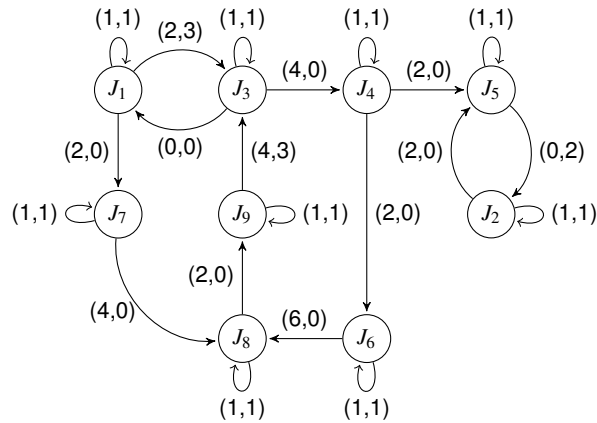 (1,1) (1,1) (1,1) (1,1)
(2,3)
J1 J3 (4,0) J4 (2,0) J5
(0,0)
(2,0) (4,3) (2,0) (0,2)
(1,1) J7 J9 (1,1) (2,0) J2 (1,1)
(2,0)
(4,0) (6,0)
J8 J6
(1,1) (1,1)